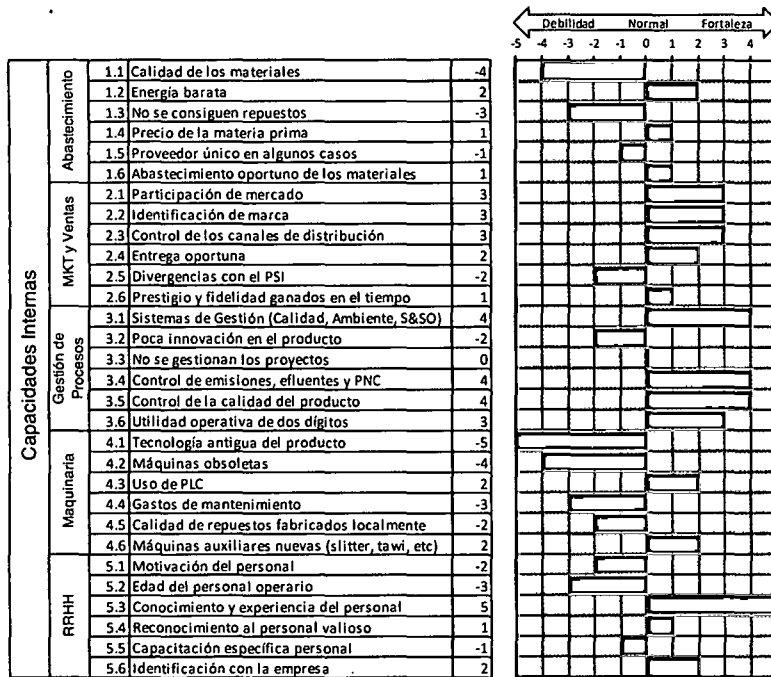 Debilidad Normal Fortaleza
-5 -4 -3 -2 -1 0 1 2 3 4
Capacidades Internas
Abastecimiento
1.1 Calidad de los materiales -4
1.2 Energía barata 2
1.3 No se consiguen repuestos -3
1.4 Precio de la materia prima 1
1.5 Proveedor único en algunos casos -1
1.6 Abastecimiento oportuno de los materiales 1
MKT y Ventas
2.1 Participación de mercado 3
2.2 Identificación de marca 3
2.3 Control de los canales de distribución 3
2.4 Entrega oportuna 2
2.5 Divergencias con el PSI -2
2.6 Prestigio y fidelidad ganados en el tiempo 1
Gestión de Procesos
3.1 Sistemas de Gestión (Calidad, Ambiente, S&SO) 4
3.2 Poca innovación en el producto -2
3.3 No se gestionan los proyectos 0
3.4 Control de emisiones, efluentes y PNC 4
3.5 Control de la calidad del producto 4
3.6 Utilidad operativa de dos dígitos 3
Maquinaria
4.1 Tecnología antigua del producto -5
4.2 Máquinas obsoletas -4
4.3 Uso de PLC 2
4.4 Gastos de mantenimiento -3
4.5 Calidad de repuestos fabricados localmente -2
4.6 Máquinas auxiliares nuevas (slitter, tawi, etc) 2
RRHH
5.1 Motivación del personal -2
5.2 Edad del personal operario -3
5.3 Conocimiento y experiencia del personal 5
5.4 Reconocimiento al personal valioso 1
5.5 Capacitación específica personal -1
5.6 Identificación con la empresa 2